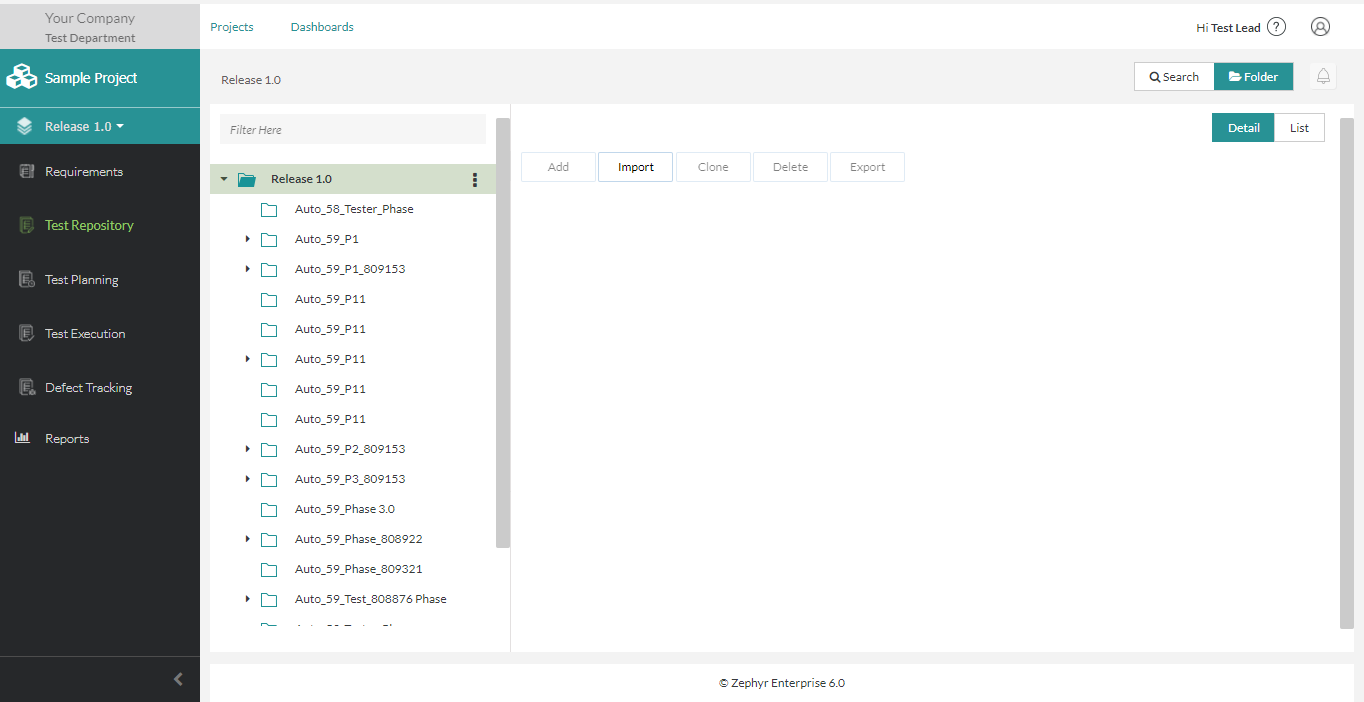 Your Company
Test Department
Projects
Dashboards
Hi Test Lead
?
Sample Project
Release 1.0
Search
Folder
Release 1.0
Requirements
Test Repository
Test Planning
Test Execution
Defect Tracking
Reports
Filter Here
Release 1.0
Auto_58_Tester_Phase
Auto_59_P1
Auto_59_P1_809153
Auto_59_P11
Auto_59_P11
Auto_59_P11
Auto_59_P11
Auto_59_P11
Auto_59_P2_809153
Auto_59_P3_809153
Auto_59_Phase 3.0
Auto_59_Phase_808922
Auto_59_Phase_809321
Auto_59_Test_808876 Phase
Detail
List
Add
Import
Clone
Delete
Export
© Zephyr Enterprise 6.0